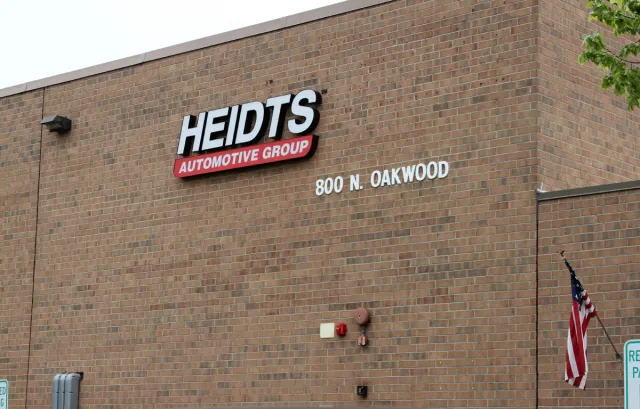 HEIDTS
AUTOMOTIVE GROUP
800 N. OAKWOOD